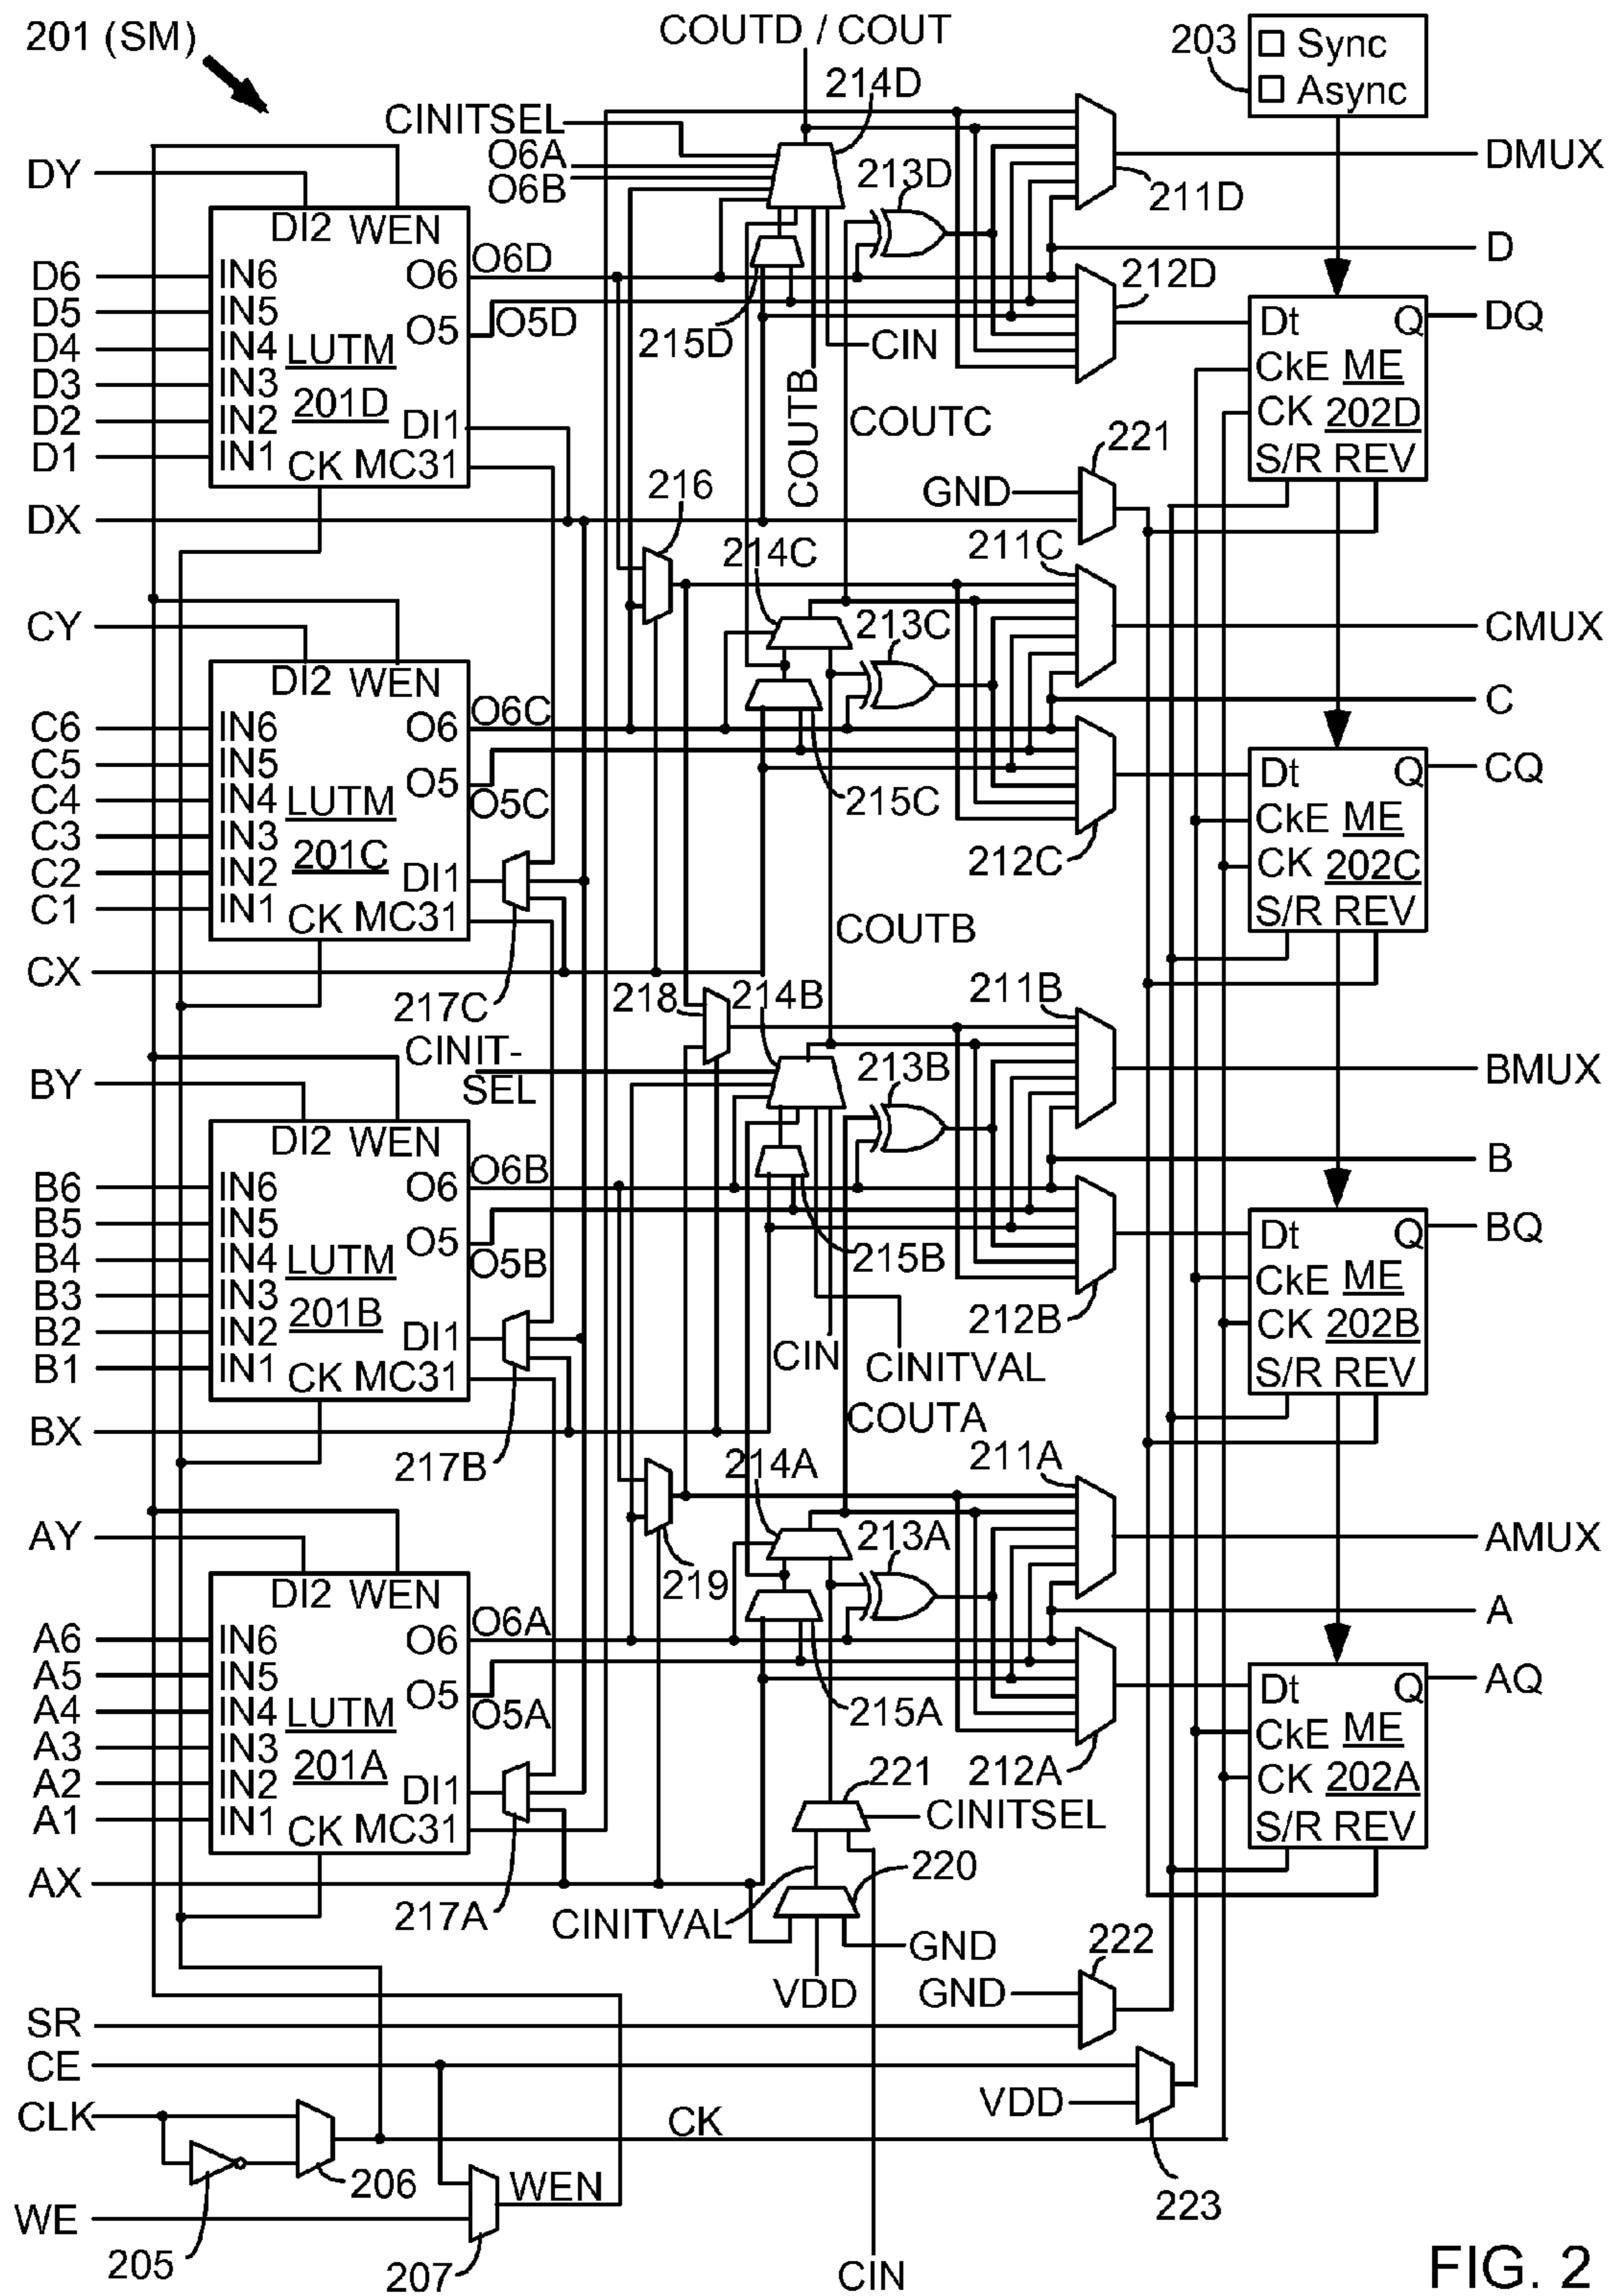 201 (SM)
COUTD / COUT
203
Sync
Async
214D
CINITSEL
O6A
O6B
213D
DMUX
211D
DY
DI2 WEN
D6
D5
D4
D3
D2
D1
IN6
IN5
IN4
IN3
IN2
IN1
LUTM
201D
O6
O5
DI1
CK MC31
O6D
O5D
215D
CIN
COUTB
COUTC
212D
D
Dt
Q
DQ
CkE ME
CK 202D
S/R REV
DX
216
GND
221
214C
211C
213C
CMUX
CY
DI2 WEN
C6
C5
C4
C3
C2
C1
IN6
IN5
IN4
IN3
IN2
IN1
LUTM
201C
O6
O5
DI1
CK MC31
O6C
O5C
215C
212C
C
Dt
Q
CQ
CkE ME
CK 202C
S/R REV
CX
217C
COUTB
218
214B
211B
CINIT-
SEL
213B
BMUX
BY
DI2 WEN
B6
B5
B4
B3
B2
B1
IN6
IN5
IN4
IN3
IN2
IN1
LUTM
201B
O6
O5
DI1
CK MC31
O6B
O5B
215B
212B
CIN
CINITVAL
B
Dt
Q
BQ
CkE ME
CK 202B
S/R REV
BX
217B
COUTA
214A
211A
213A
219
AMUX
AY
DI2 WEN
A6
A5
A4
A3
A2
A1
IN6
IN5
IN4
IN3
IN2
IN1
LUTM
201A
O6
O5
DI1
CK MC31
O6A
O5A
215A
212A
A
Dt
Q
AQ
CkE ME
CK 202A
S/R REV
221
CINITSEL
220
AX
217A
CINITVAL
GND
VDD
222
GND
SR
CE
VDD
CLK
CK
206
WEN
223
WE
205
207
CIN
FIG. 2